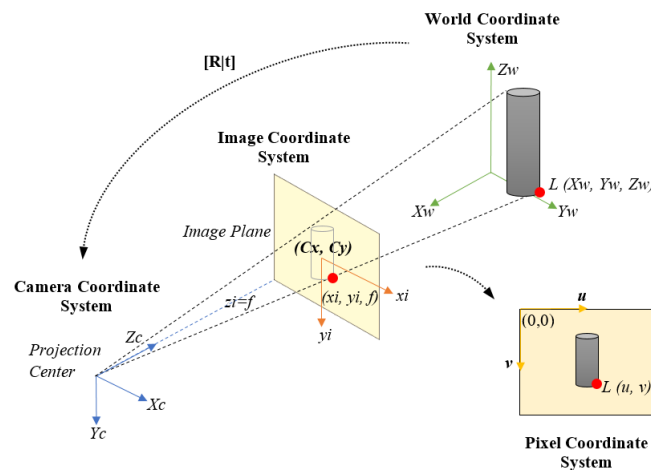 World Coordinate
System
[R|t]
Zw
Image Coordinate
System
L (Xw, Yw, Zw)
Xw
Yw
Image Plane
(Cx, Cy)
Camera Coordinate
System
zi=f
(xi, yi, f)
xi
yi
u
(0,0)
Zc
Projection
Center
v
Xc
L (u, v)
Yc
Pixel Coordinate
System